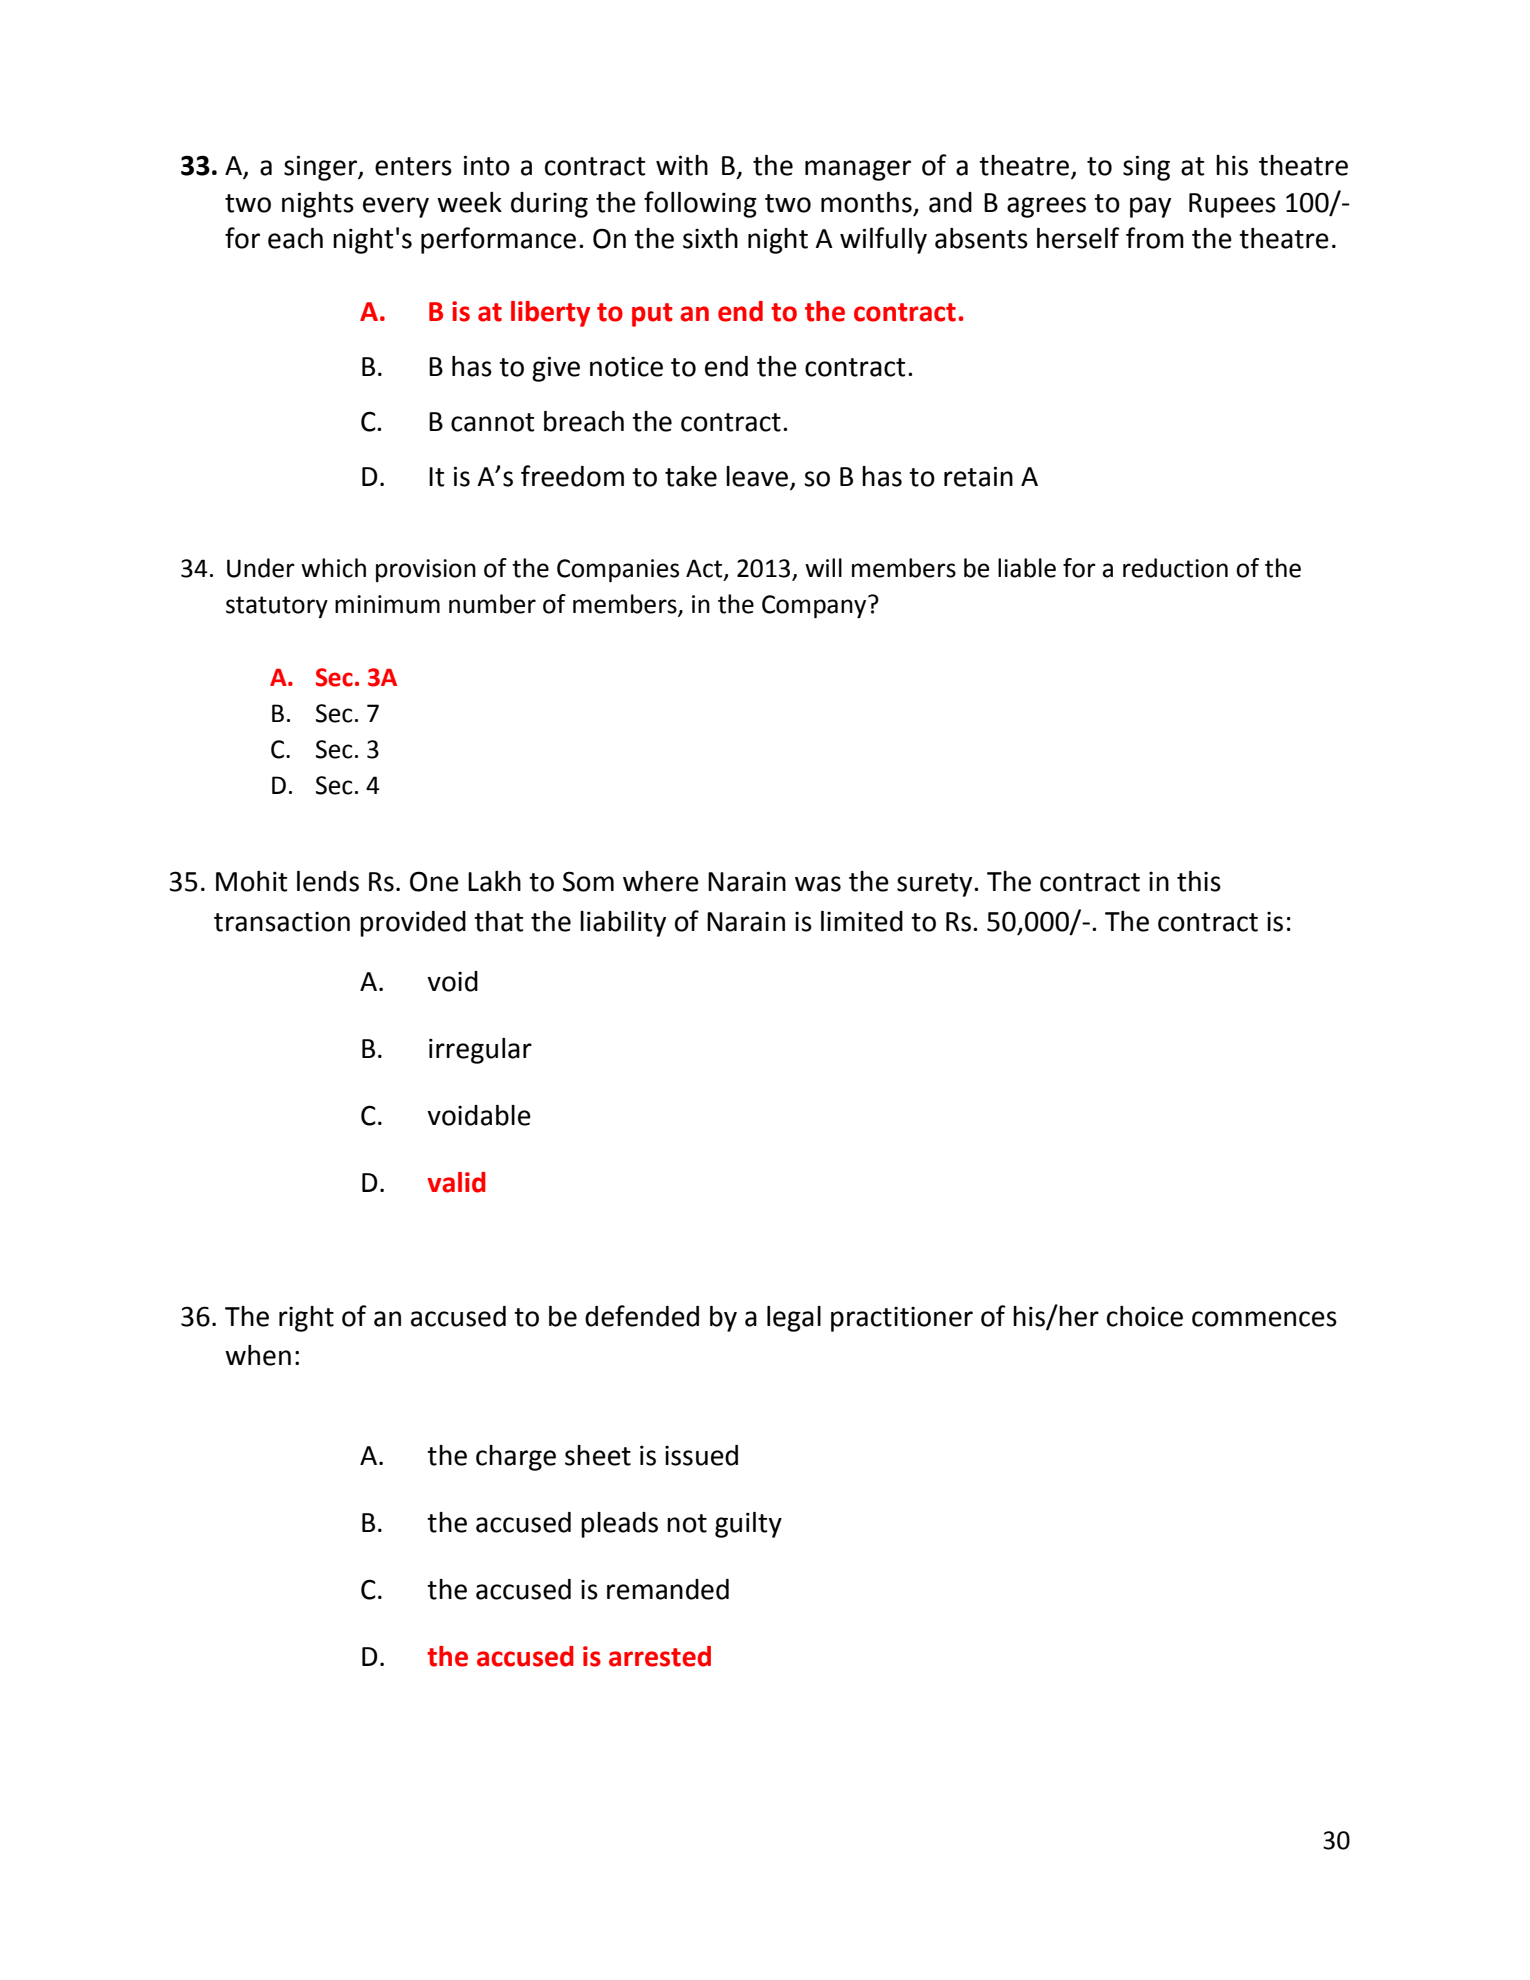 33. A, a singer, enters into a contract with B, the manager of a theatre, to sing at his theatre
two nights every week during the following two months, and B agrees to pay  Rupees 100/-
for each night's performance. On the sixth night A wilfully absents herself from the theatre.
A. B is at liberty to put an end to the contract.
B. B has to give notice to end the contract.
C. B cannot breach the contract.
D. It is A’s freedom to take leave, so B has to retain A
34. Under which provision of the Companies Act, 2013, will members be liable for a reduction of the
statutory minimum number of members, in the Company?
A. Sec. 3A
B. Sec. 7
C. Sec. 3
D. Sec. 4
35. Mohit lends Rs. One Lakh to Som where Narain was the surety. The contract in this
transaction provided that the liability of Narain is limited to Rs. 50,000/-. The contract is:
A. void
B. irregular
C. voidable
D. valid
36. The right of an accused to be defended by a legal practitioner of his/her choice commences
when:
A. the charge sheet is issued
B. the accused pleads not guilty
C. the accused is remanded
D. the accused is arrested
30